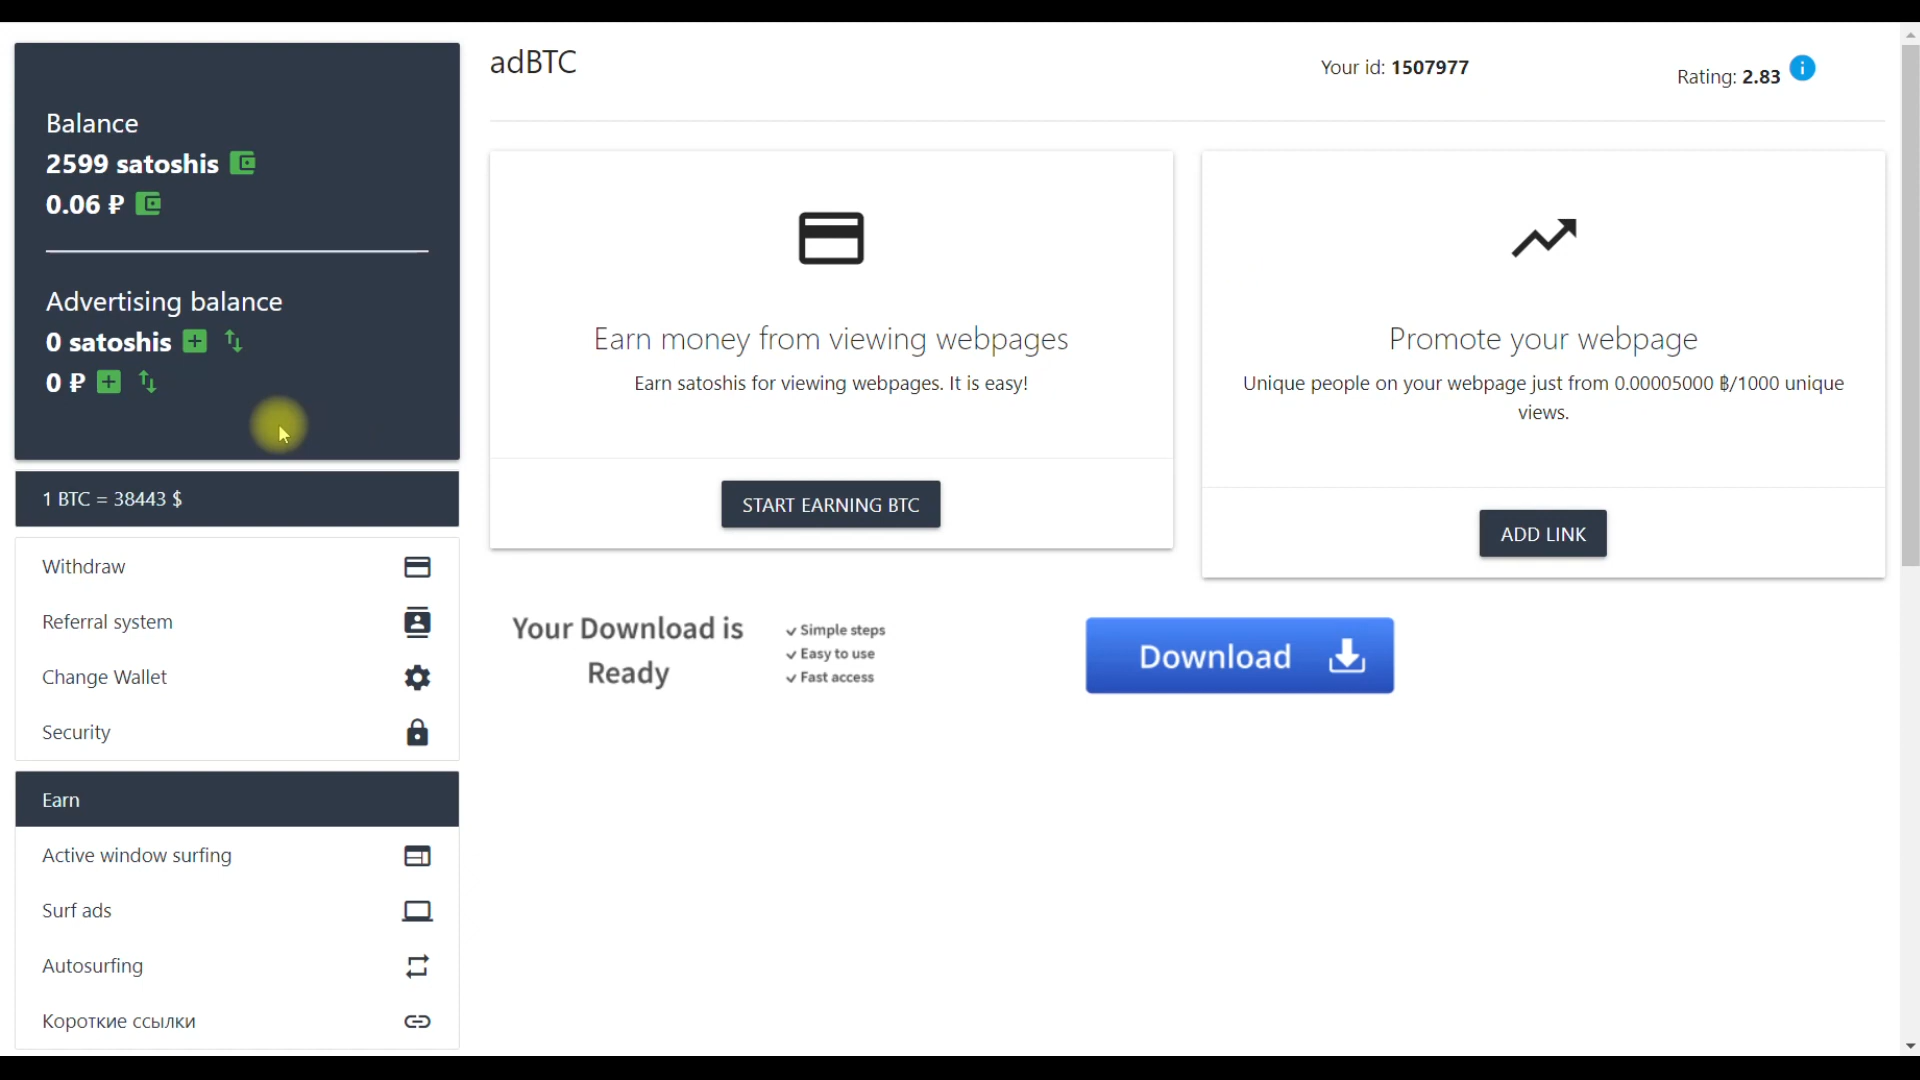 adBTC
Your id: 1507977
Rating: 2.83
Balance
2599 satoshis
0.06 ₽
Advertising balance
0 satoshis
0 ₽
1 BTC = 38443 $
Withdraw
Referral system
Change Wallet
Security
Earn
Active window surfing
Surf ads
Autosurfing
Короткие ссылки
Earn money from viewing webpages
Earn satoshis for viewing webpages. It is easy!
START EARNING BTC
Promote your webpage
Unique people on your webpage just from 0.00005000 ₿/1000 unique
views.
ADD LINK
Your Download is
Ready
✓ Simple steps
✓ Easy to use
✓ Fast access
Download